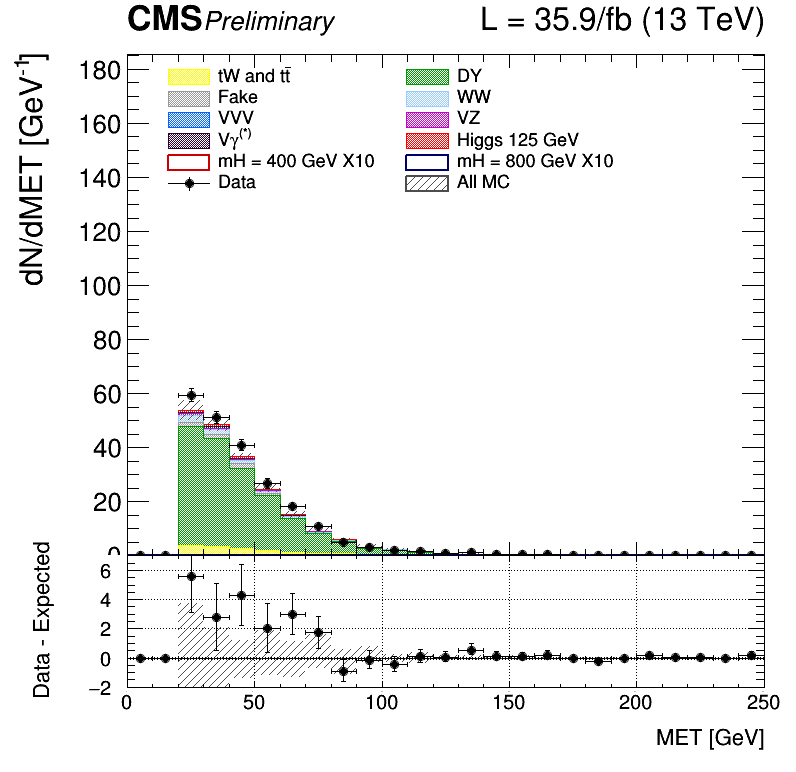 CMS Preliminary L = 35.9/fb (13 TeV)
dN/dMET [GeV⁻¹]
180
160
140
120
100
80
60
40
20
0
tW and tt̄ DY
Fake WW
VVV VZ
Vγ(*) Higgs 125 GeV
mH = 400 GeV X10 mH = 800 GeV X10
Data All MC
Data - Expected
6
4
2
0
−2
0 50 100 150 200 250
MET [GeV]